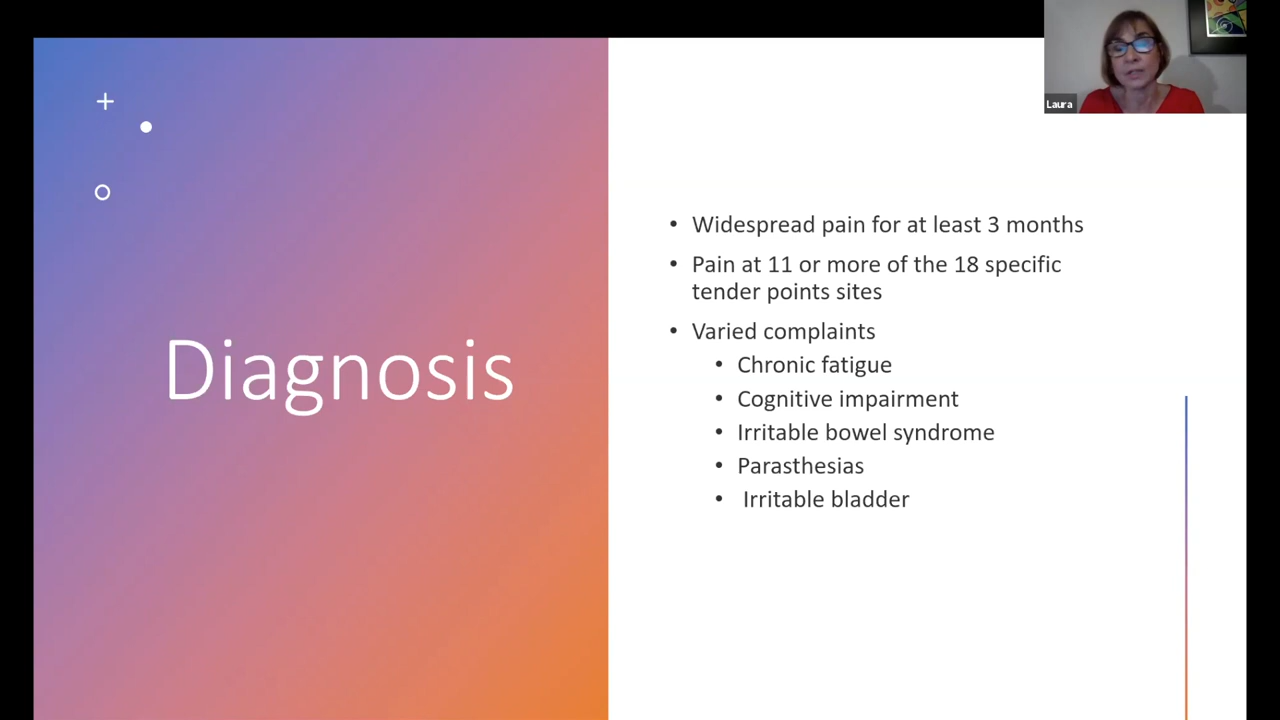 Laura
Diagnosis
• Widespread pain for at least 3 months
• Pain at 11 or more of the 18 specific
tender points sites
• Varied complaints
• Chronic fatigue
• Cognitive impairment
• Irritable bowel syndrome
• Parasthesias
• Irritable bladder